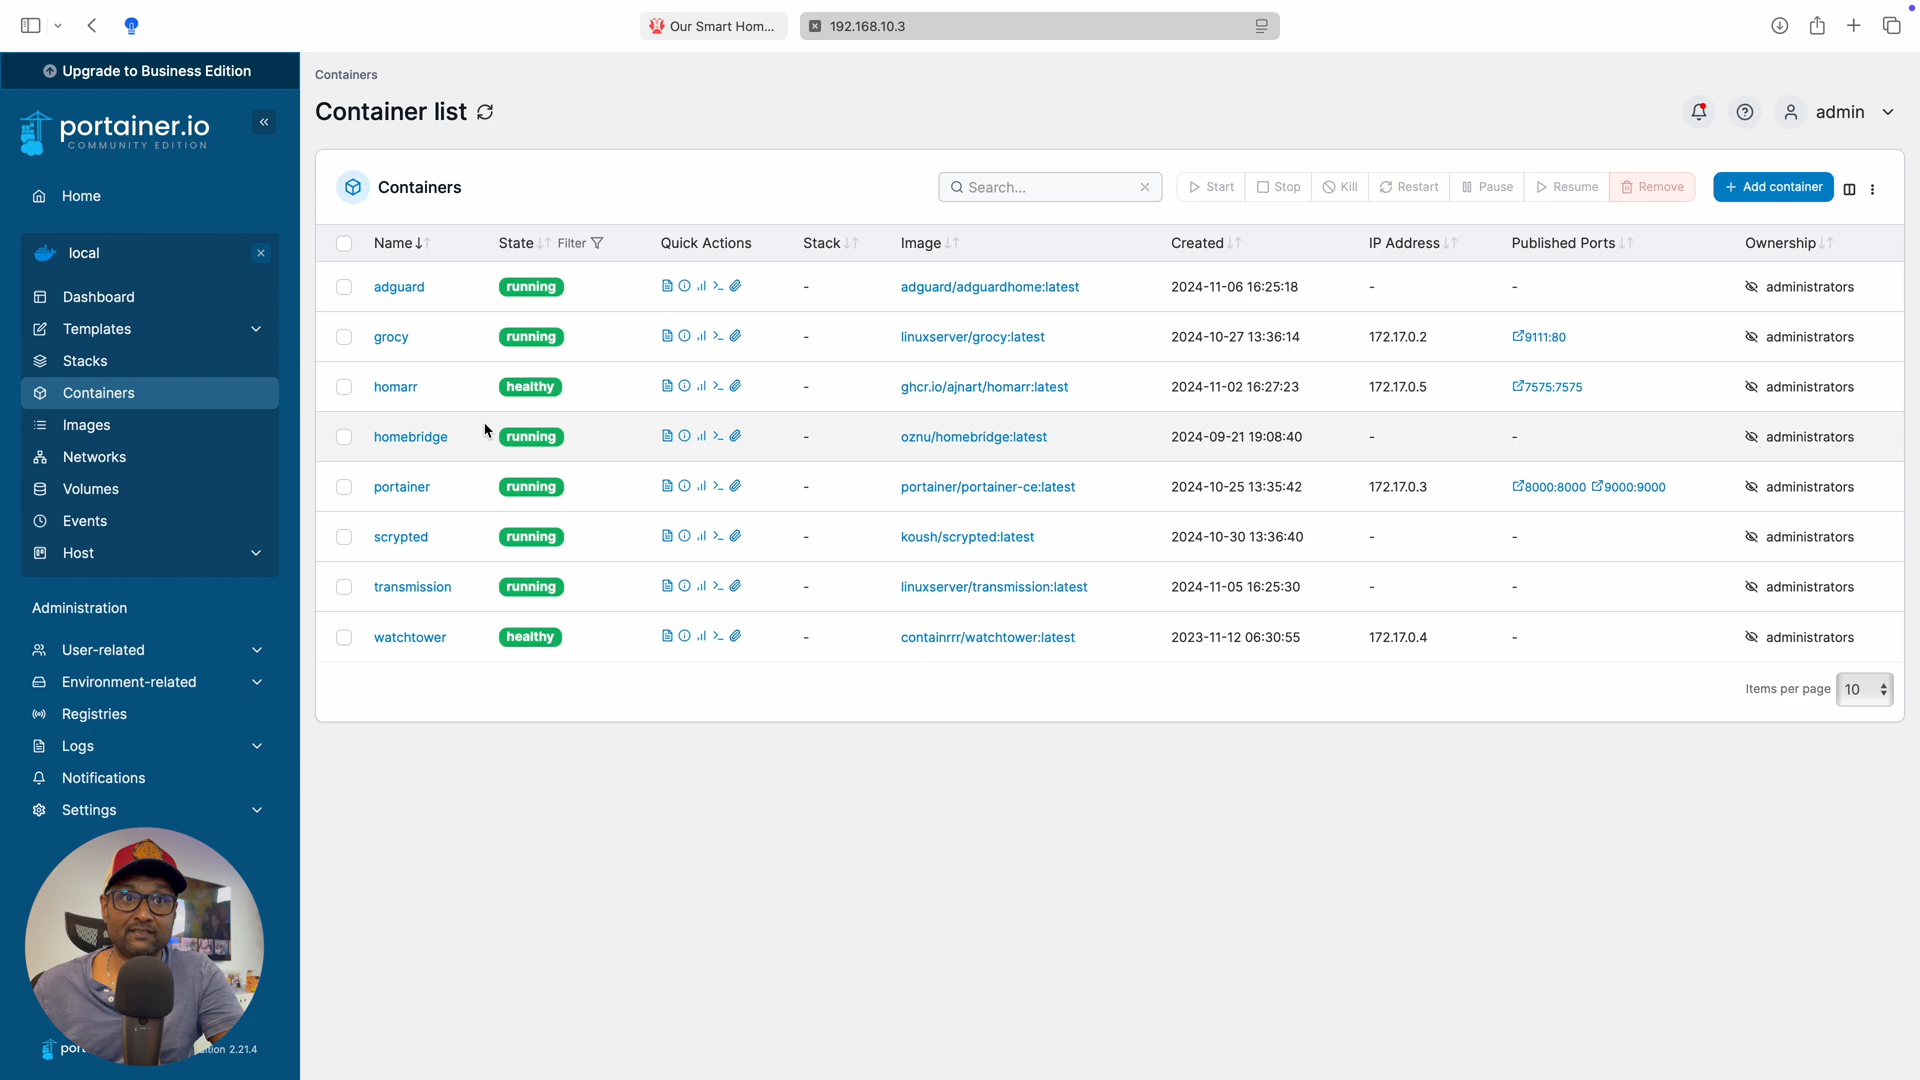 Our Smart Hom...
192.168.10.3
Upgrade to Business Edition
portainer.io
COMMUNITY EDITION
Home
local
Dashboard
Templates
Stacks
Containers
Images
Networks
Volumes
Events
Host
Administration
User-related
Environment-related
Registries
Logs
Notifications
Settings
2.21.4
Containers
Container list
admin
Containers
Search...
Start Stop Kill Restart Pause Resume Remove
+ Add container
Name State Filter Quick Actions Stack Image Created IP Address Published Ports Ownership
adguard running - adguard/adguardhome:latest 2024-11-06 16:25:18 - - administrators
grocy running - linuxserver/grocy:latest 2024-10-27 13:36:14 172.17.0.2 9111:80 administrators
homarr healthy - ghcr.io/ajnart/homarr:latest 2024-11-02 16:27:23 172.17.0.5 7575:7575 administrators
homebridge running - oznu/homebridge:latest 2024-09-21 19:08:40 - - administrators
portainer running - portainer/portainer-ce:latest 2024-10-25 13:35:42 172.17.0.3 8000:8000 9000:9000 administrators
scrypted running - koush/scrypted:latest 2024-10-30 13:36:40 - - administrators
transmission running - linuxserver/transmission:latest 2024-11-05 16:25:30 - - administrators
watchtower healthy - containrrr/watchtower:latest 2023-11-12 06:30:55 172.17.0.4 - administrators
Items per page 10